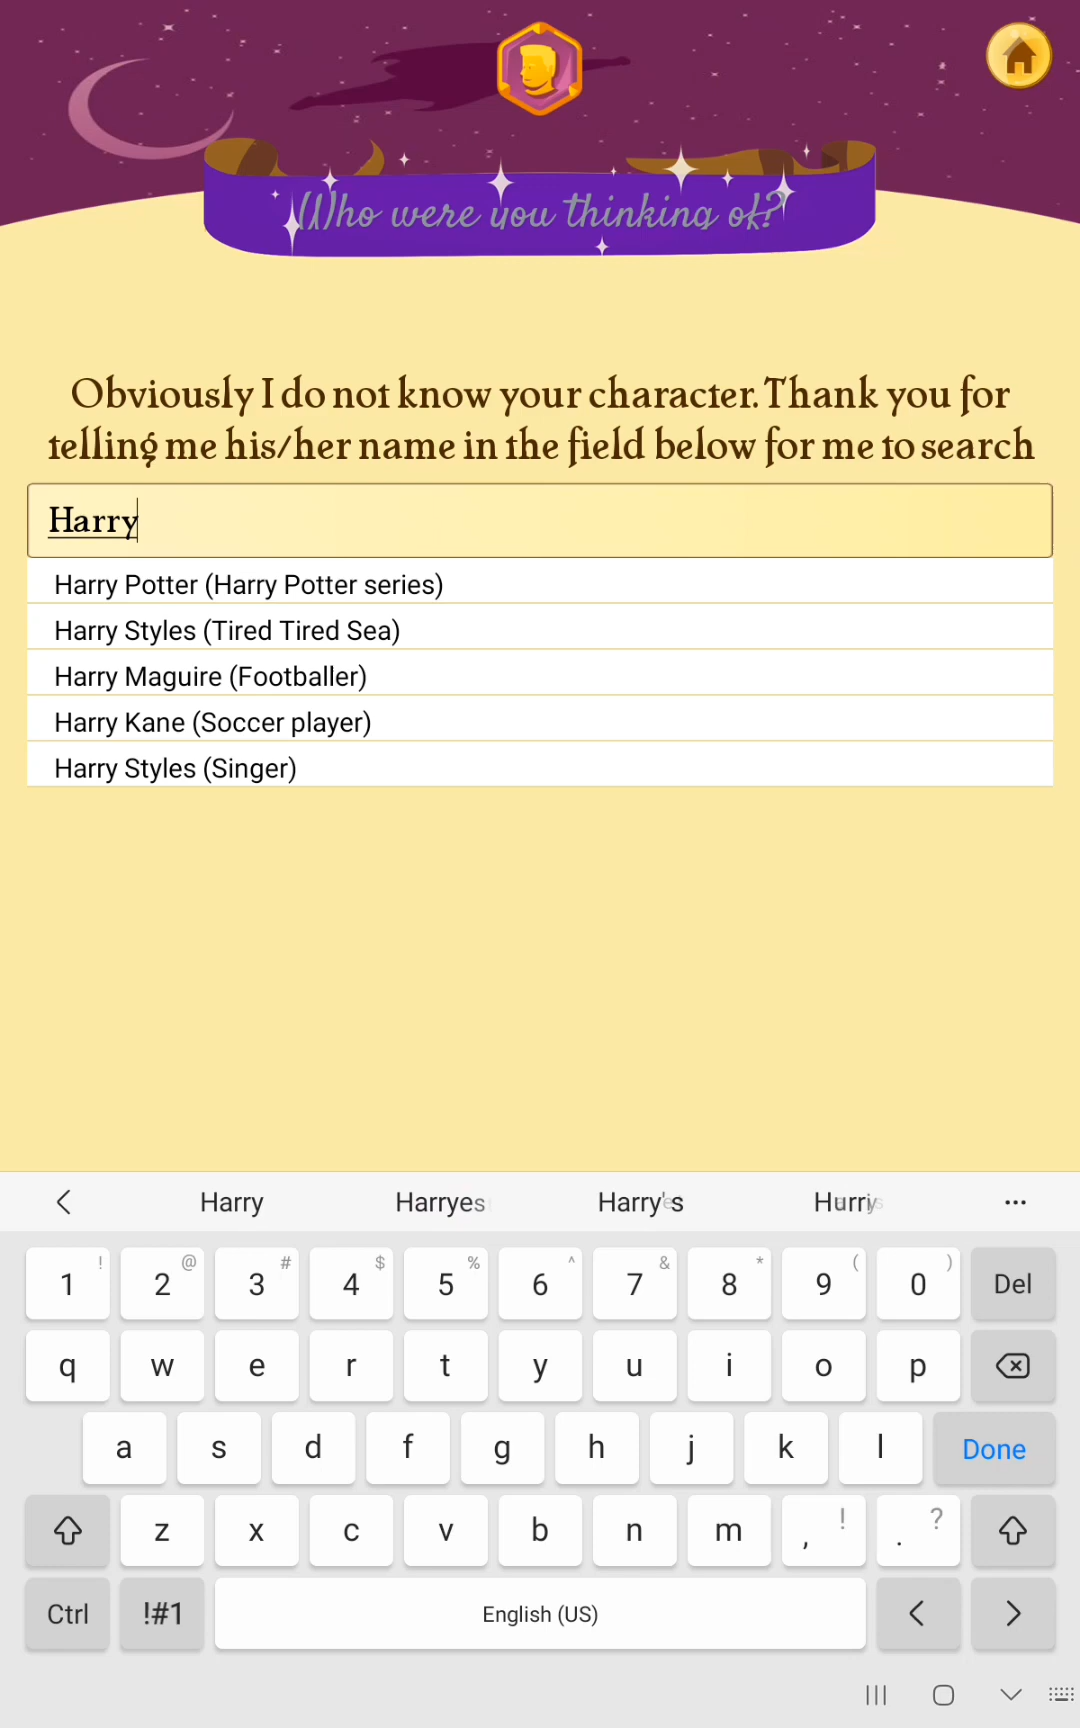 Who were you thinking of?
Obviously I do not know your character. Thank you for
telling me his/her name in the field below for me to search
Harry
Harry Potter (Harry Potter series)
Harry Styles (Tired Tired Sea)
Harry Maguire (Footballer)
Harry Kane (Soccer player)
Harry Styles (Singer)
Harry Harryes Harry's ...
! @ # $ % ^ & * ( )
1 2 3 4 5 6 7 8 9 0 Del
q w e r t y u i o p
a s d f g h j k l Done
z x c v b n m , ! . ?
Ctrl !#1 English (US) < >